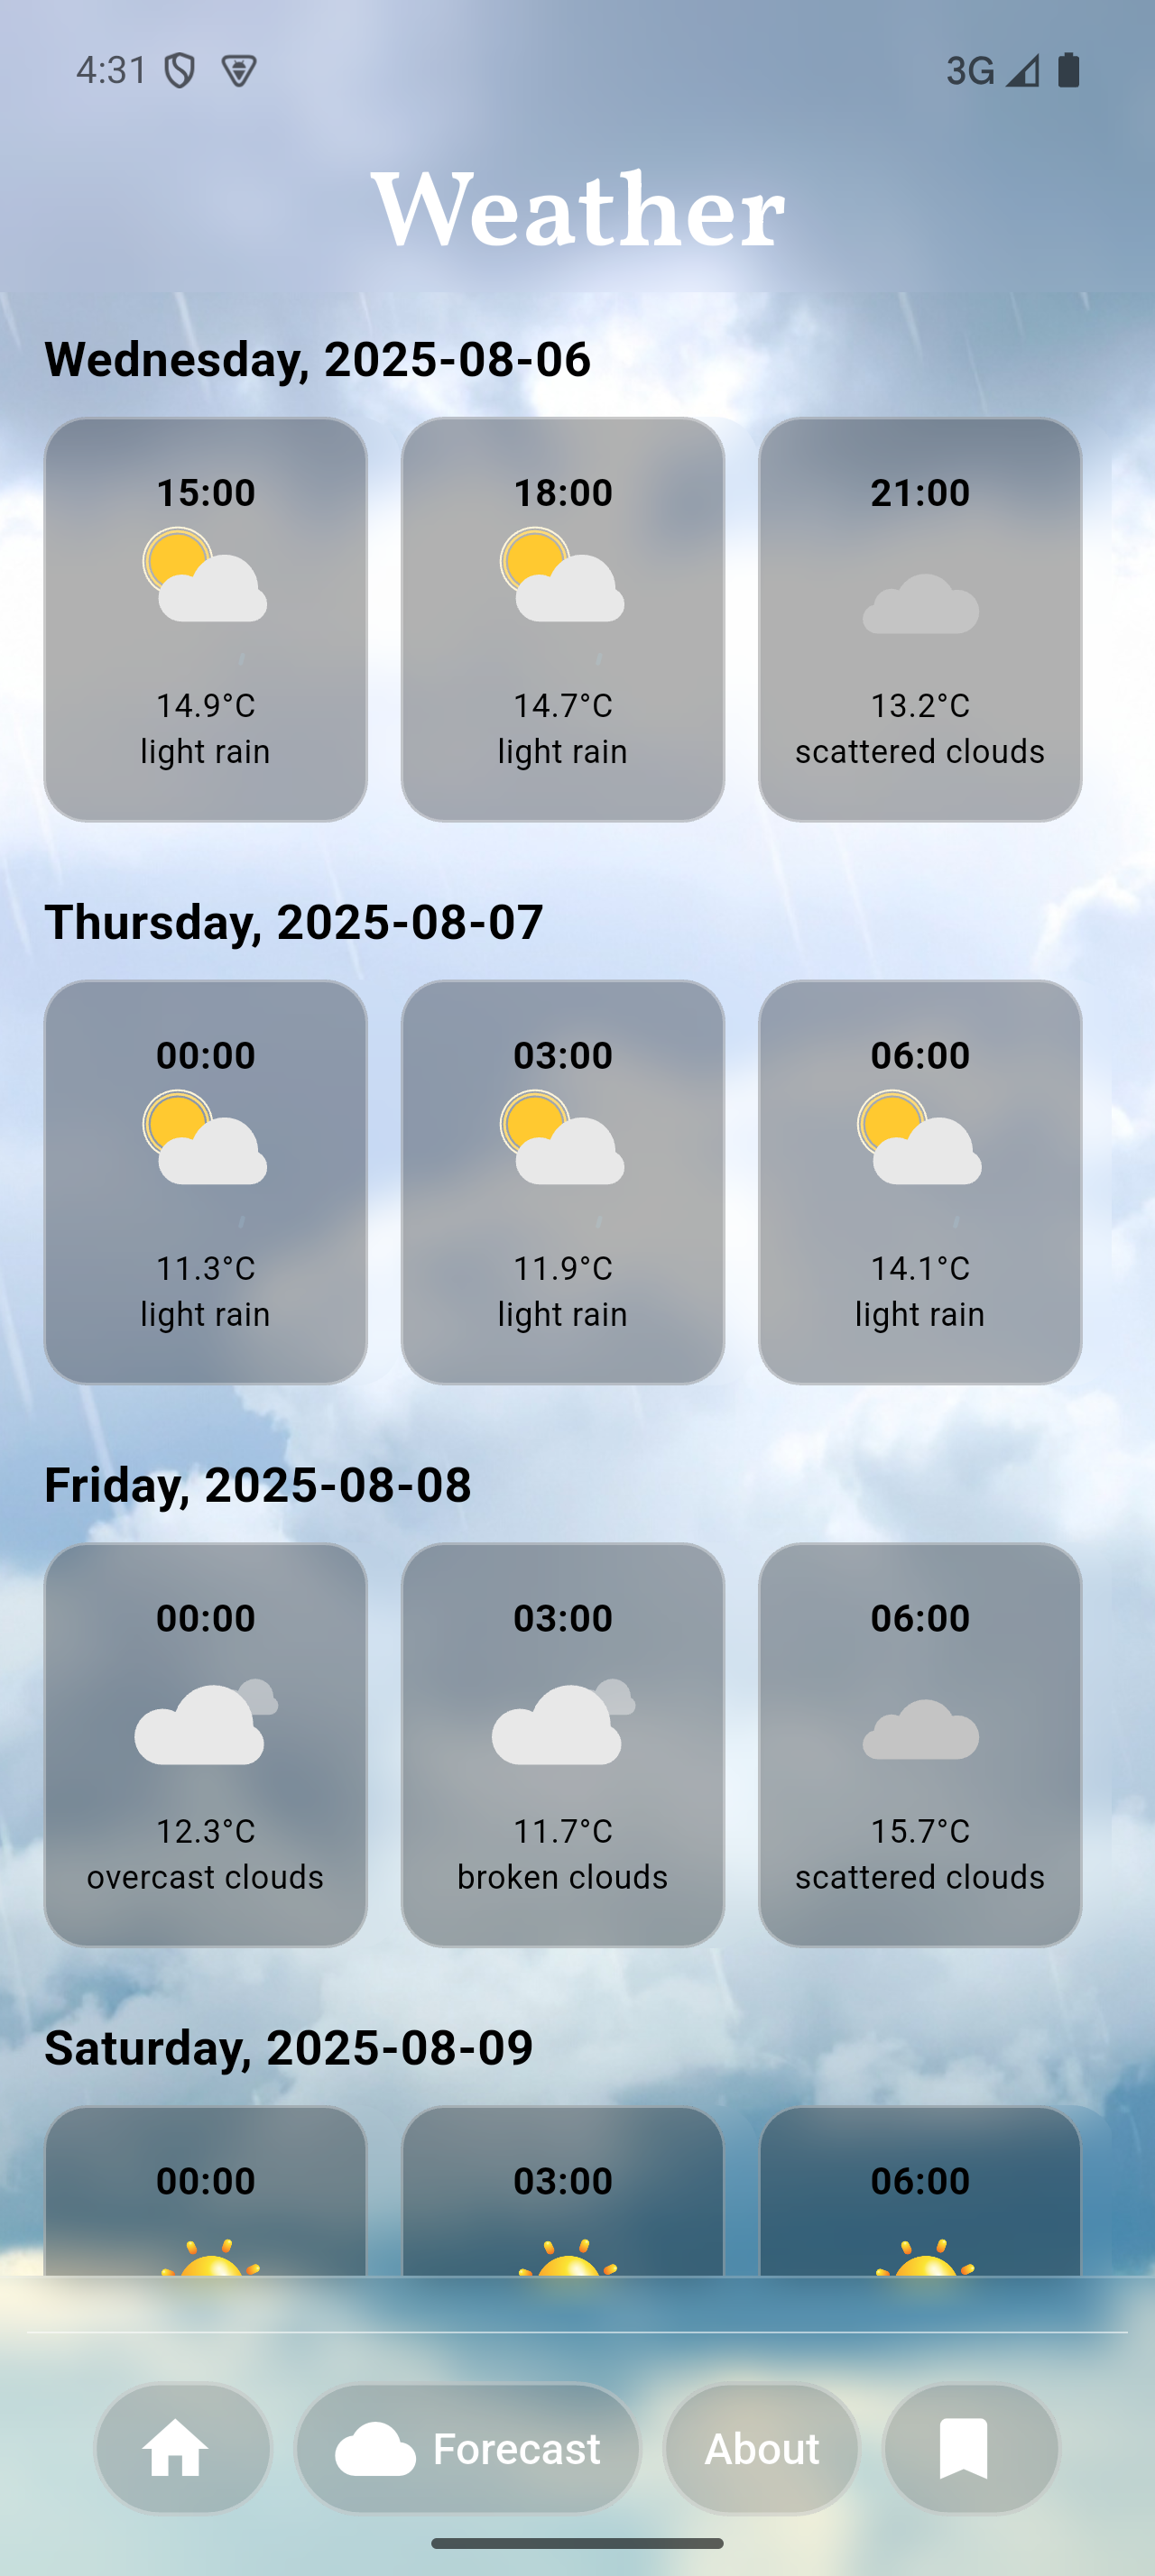 4:31 3G
Weather
Wednesday, 2025-08-06
15:00 18:00 21:00
14.9°C 14.7°C 13.2°C
light rain light rain scattered clouds
Thursday, 2025-08-07
00:00 03:00 06:00
11.3°C 11.9°C 14.1°C
light rain light rain light rain
Friday, 2025-08-08
00:00 03:00 06:00
12.3°C 11.7°C 15.7°C
overcast clouds broken clouds scattered clouds
Saturday, 2025-08-09
00:00 03:00 06:00
Forecast About